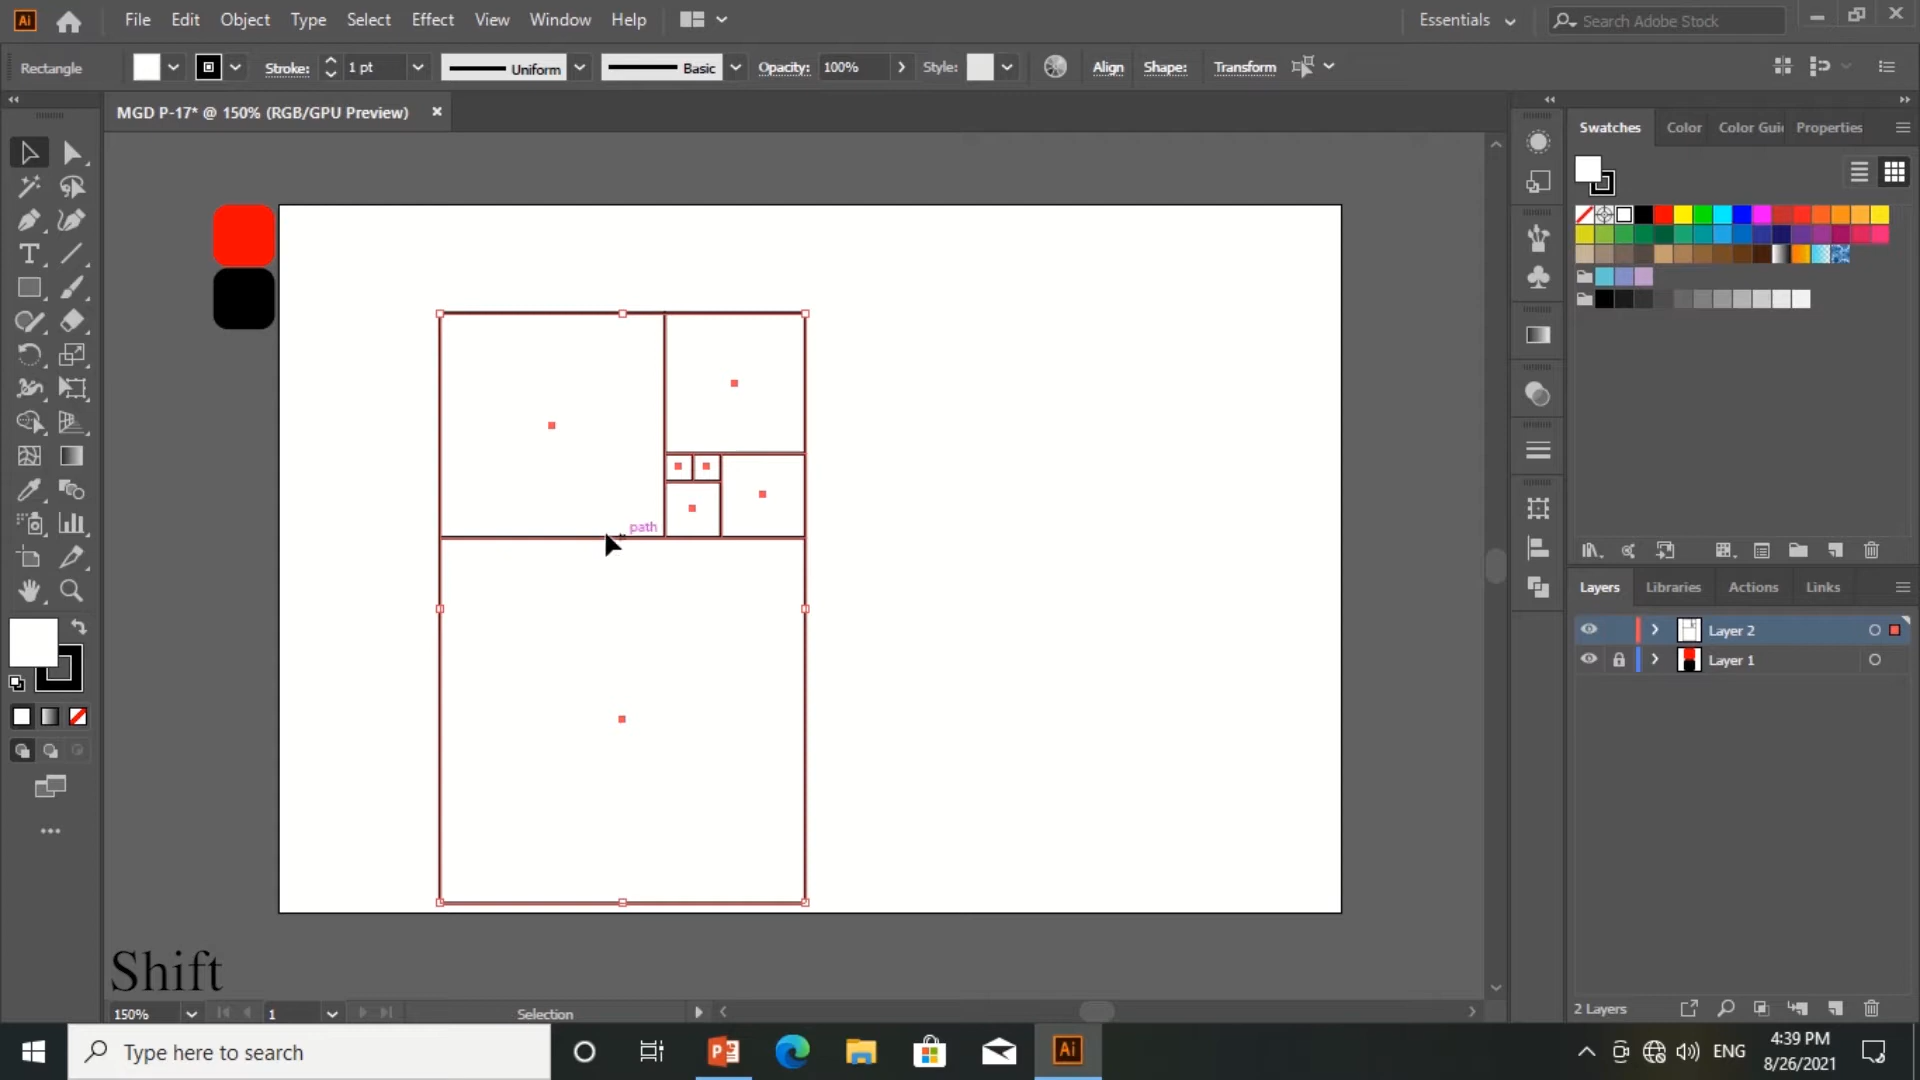 Ai File Edit Object Type Select Effect View Window Help Essentials Search Adobe Stock
Rectangle Stroke: 1 pt Uniform Basic Opacity: 100% Style: Align Shape: Transform
MGD P-17* @ 150% (RGB/GPU Preview)
Swatches Color Color Gui Properties
path
Layers Libraries Actions Links
Layer 2
Layer 1
Shift
2 Layers
150% 1 Selection
Type here to search
Ai
ENG
4:39 PM
8/26/2021